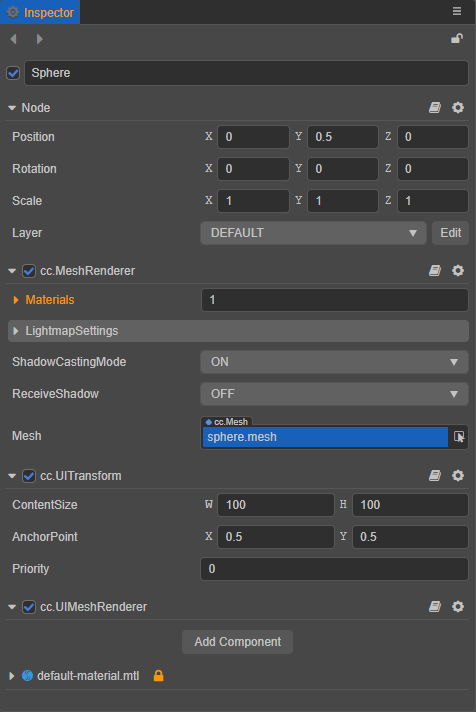 Inspector
Sphere
Node
Position X 0 Y 0.5 Z 0
Rotation X 0 Y 0 Z 0
Scale X 1 Y 1 Z 1
Layer DEFAULT Edit
cc.MeshRenderer
Materials 1
LightmapSettings
ShadowCastingMode ON
ReceiveShadow OFF
cc.Mesh
Mesh sphere.mesh
cc.UITransform
ContentSize W 100 H 100
AnchorPoint X 0.5 Y 0.5
Priority 0
cc.UIMeshRenderer
Add Component
default-material.mtl